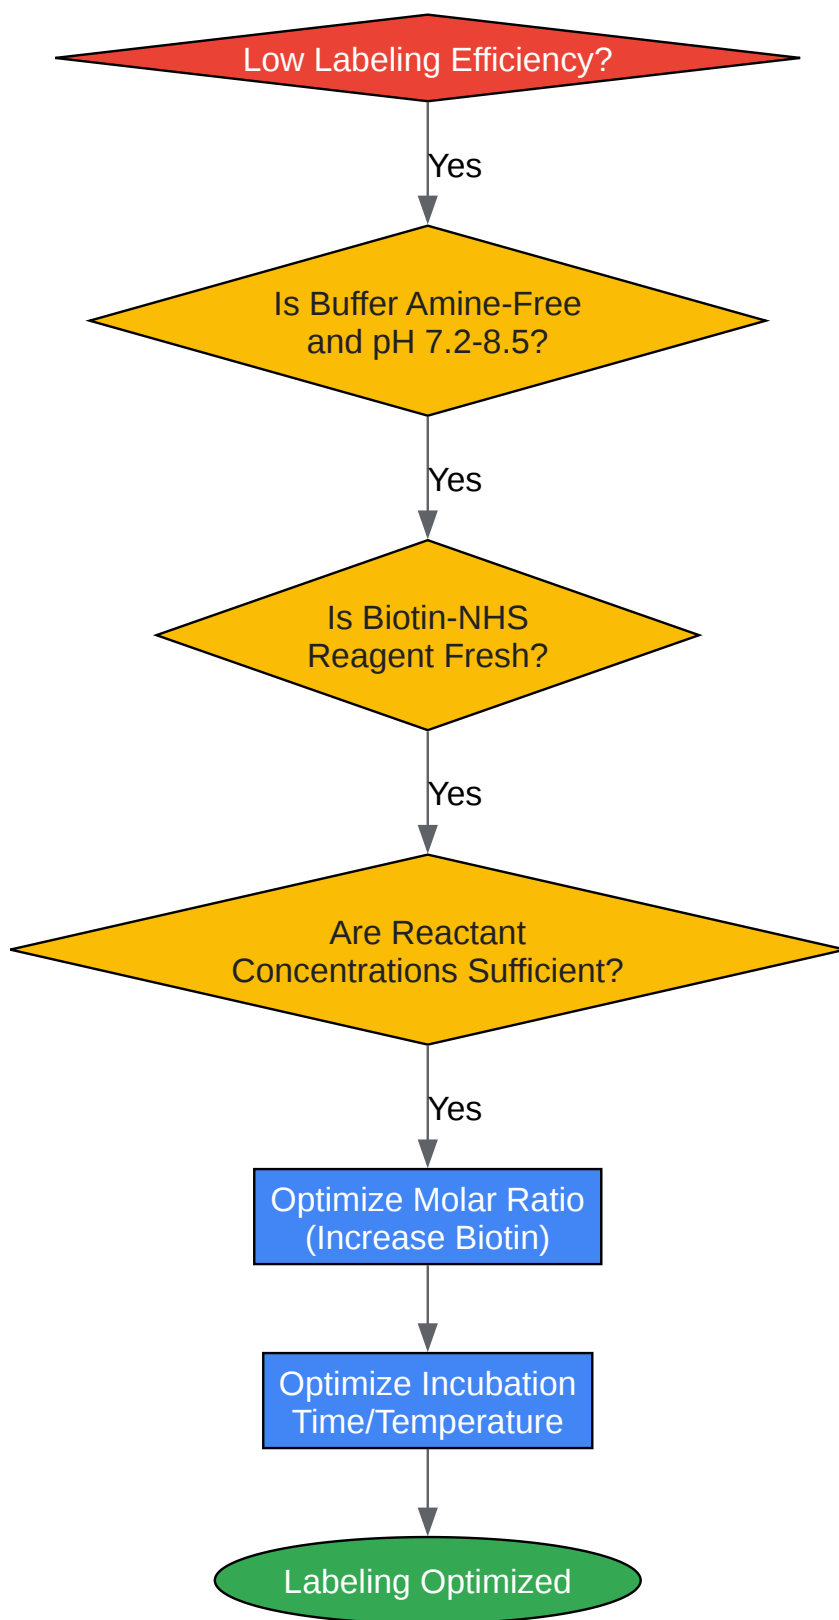 Low Labeling Efficiency?
Yes
Is Buffer Amine-Free
and pH 7.2-8.5?
Yes
Is Biotin-NHS
Reagent Fresh?
Yes
Are Reactant
Concentrations Sufficient?
Yes
Optimize Molar Ratio
(Increase Biotin)
Optimize Incubation
Time/Temperature
Labeling Optimized